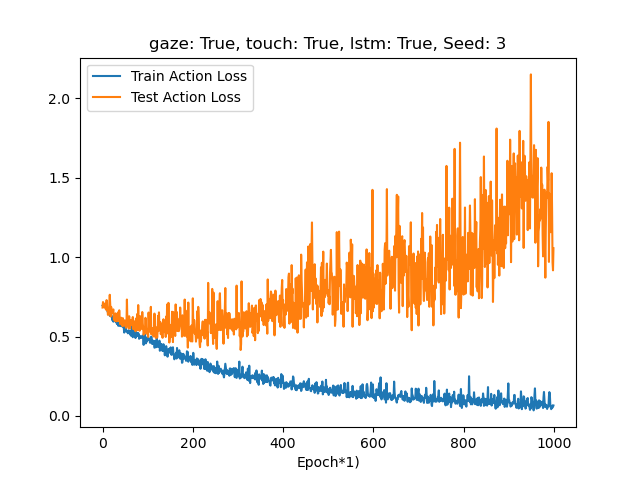 gaze: True, touch: True, lstm: True, Seed: 3
Train Action Loss
Test Action Loss
2.0
1.5
1.0
0.5
0.0
0 200 400 600 800 1000
Epoch*1)